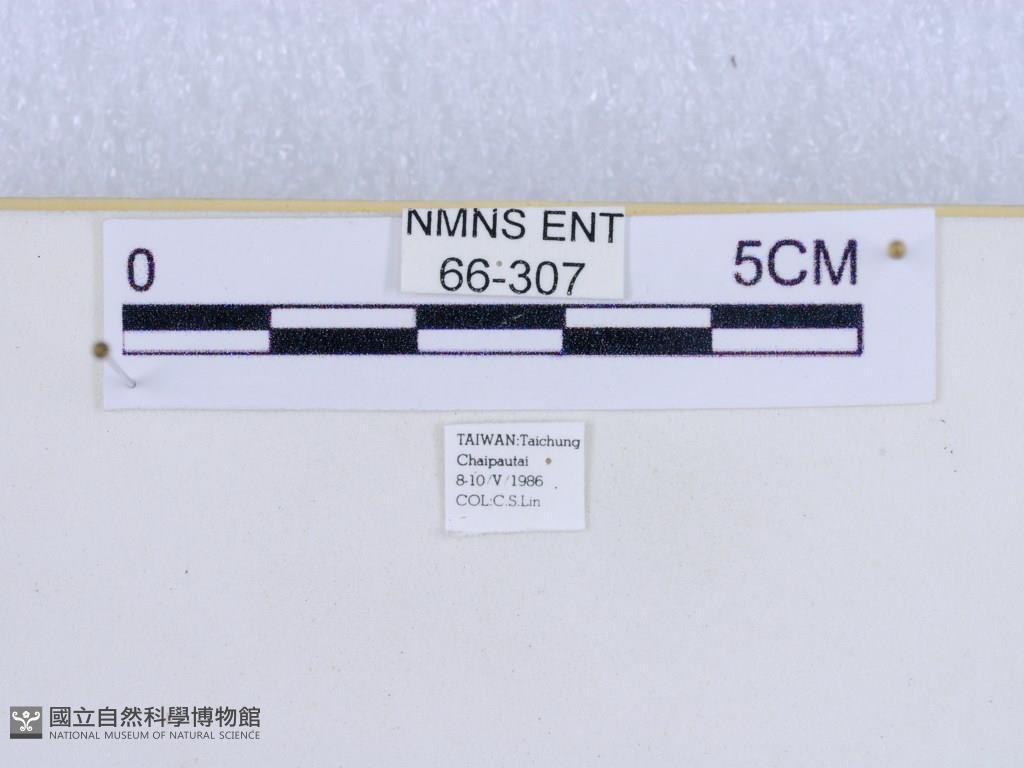 NMNS ENT
66-307
0
5CM
TAIWAN:Taichung
Chaipautai
8-10/V/1986
COL:C.S.Lin
國立自然科學博物館
NATIONAL MUSEUM OF NATURAL SCIENCE